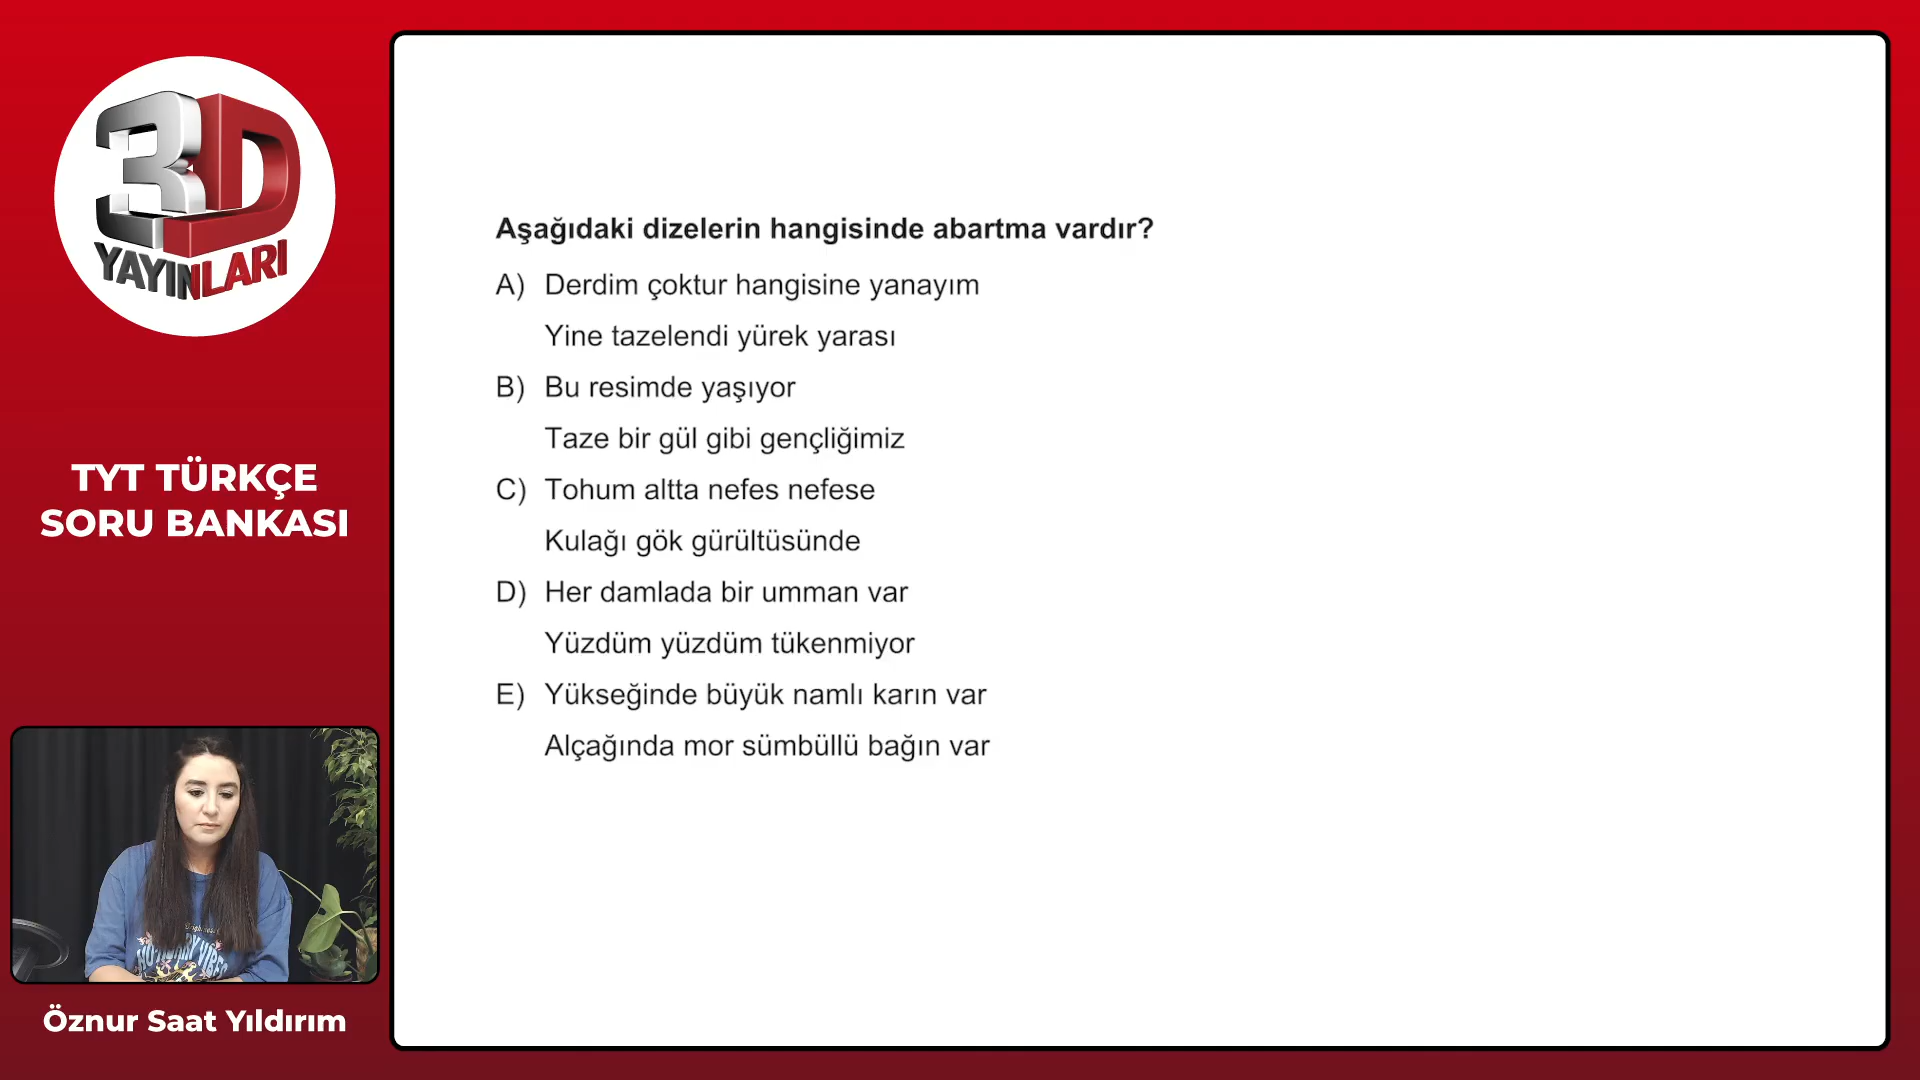 3D
YAYINLARI
TYT TÜRKÇE
SORU BANKASI
Öznur Saat Yıldırım
Aşağıdaki dizelerin hangisinde abartma vardır?
A) Derdim çoktur hangisine yanayım
Yine tazelendi yürek yarası
B) Bu resimde yaşıyor
Taze bir gül gibi gençliğimiz
C) Tohum altta nefes nefese
Kulağı gök gürültüsünde
D) Her damlada bir umman var
Yüzdüm yüzdüm tükenmiyor
E) Yükseğinde büyük namlı karın var
Alçağında mor sümbüllü bağın var